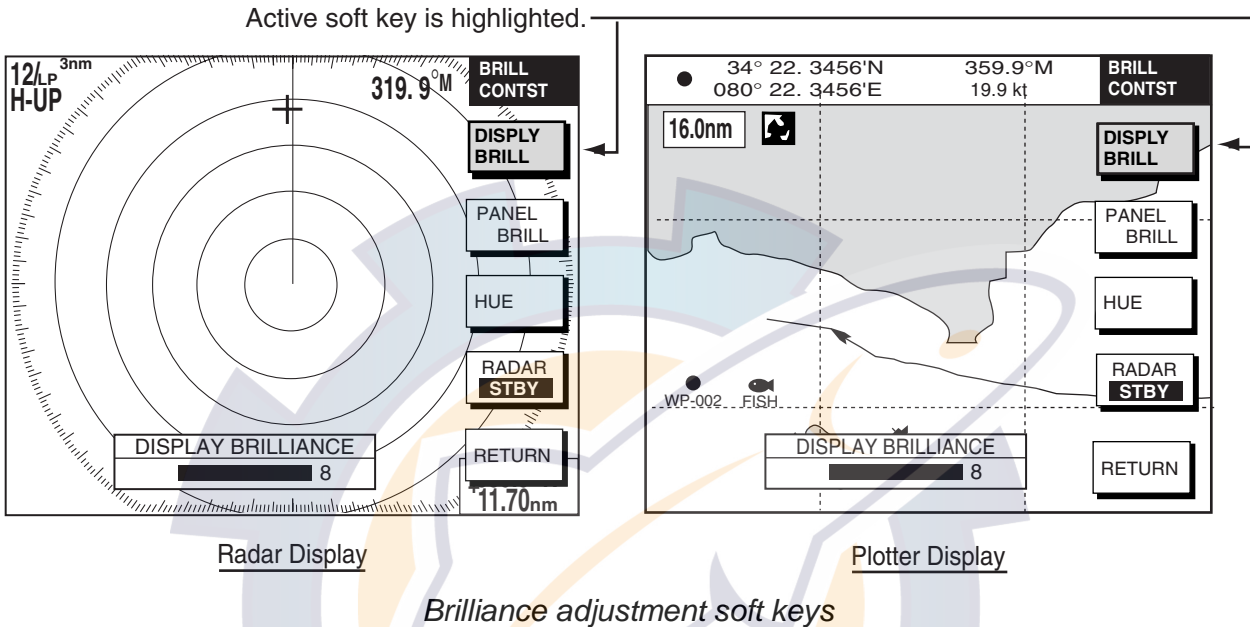 Active soft key is highlighted.
12/LP 3nm
H-UP
319. 9°M
BRILL
CONTST
DISPLY
BRILL
PANEL
BRILL
HUE
RADAR
STBY
RETURN
DISPLAY BRILLIANCE
8
+11.70nm
Radar Display
34° 22. 3456'N
080° 22. 3456'E
359.9°M
19.9 kt
BRILL
CONTST
16.0nm
DISPLY
BRILL
PANEL
BRILL
HUE
RADAR
STBY
RETURN
WP-002 FISH
DISPLAY BRILLIANCE
8
Plotter Display
Brilliance adjustment soft keys